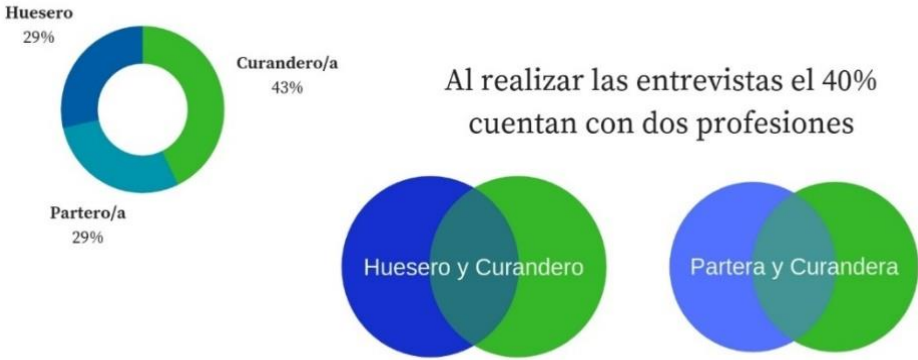 Huesero
29%
Curandero/a
43%
Partero/a
29%
Al realizar las entrevistas el 40%
cuentan con dos profesiones
Huesero y Curandero
Partera y Curandera